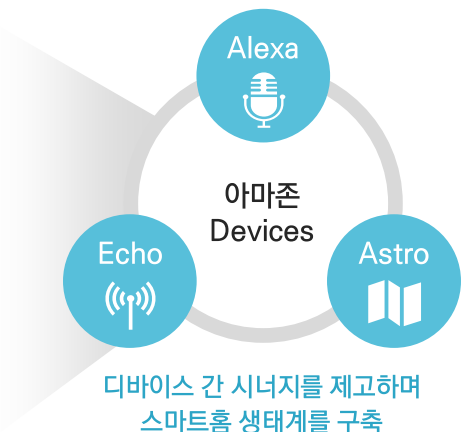 Alexa
아마존
Devices
Echo
Astro
디바이스 간 시너지를 제고하며
스마트홈 생태계를 구축